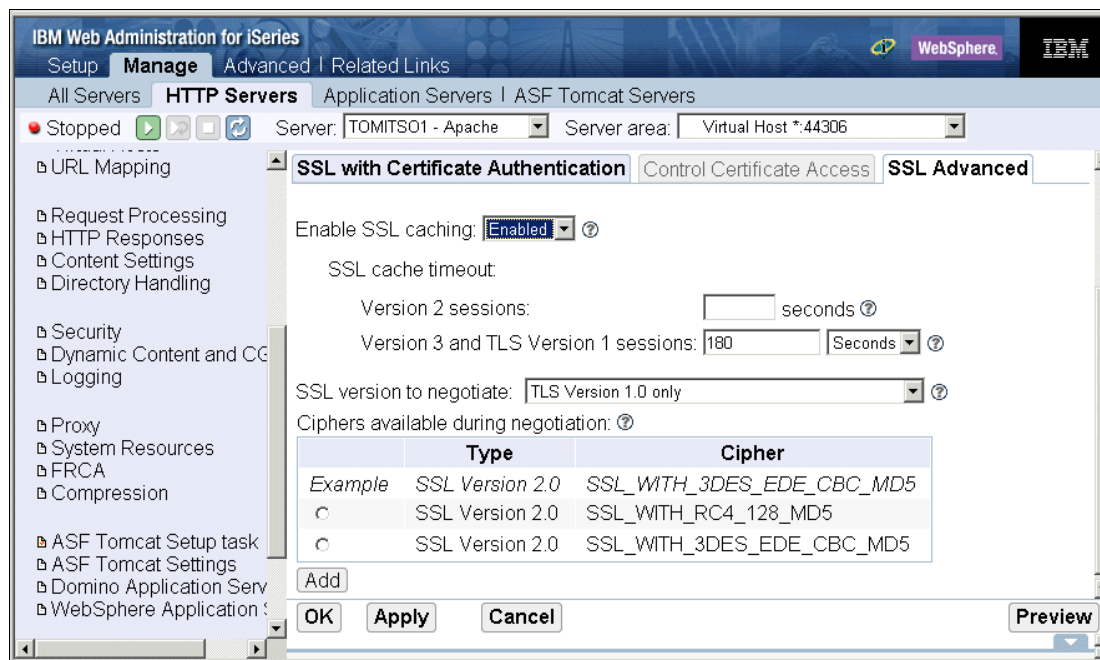 IBM Web Administration for iSeries
WebSphere.
IBM
Setup Manage Advanced | Related Links
All Servers HTTP Servers Application Servers | ASF Tomcat Servers
Stopped Server: TOMITSO1 - Apache Server area: Virtual Host *:44306
URL Mapping
Request Processing
HTTP Responses
Content Settings
Directory Handling
Security
Dynamic Content and CG
Logging
Proxy
System Resources
FRCA
Compression
ASF Tomcat Setup task
ASF Tomcat Settings
Domino Application Serv
WebSphere Application
SSL with Certificate Authentication Control Certificate Access SSL Advanced
Enable SSL caching: Enabled
SSL cache timeout:
Version 2 sessions: seconds
Version 3 and TLS Version 1 sessions: 180 Seconds
SSL version to negotiate: TLS Version 1.0 only
Ciphers available during negotiation:
Type Cipher
Example SSL Version 2.0 SSL_WITH_3DES_EDE_CBC_MD5
SSL Version 2.0 SSL_WITH_RC4_128_MD5
SSL Version 2.0 SSL_WITH_3DES_EDE_CBC_MD5
Add
OK Apply Cancel Preview